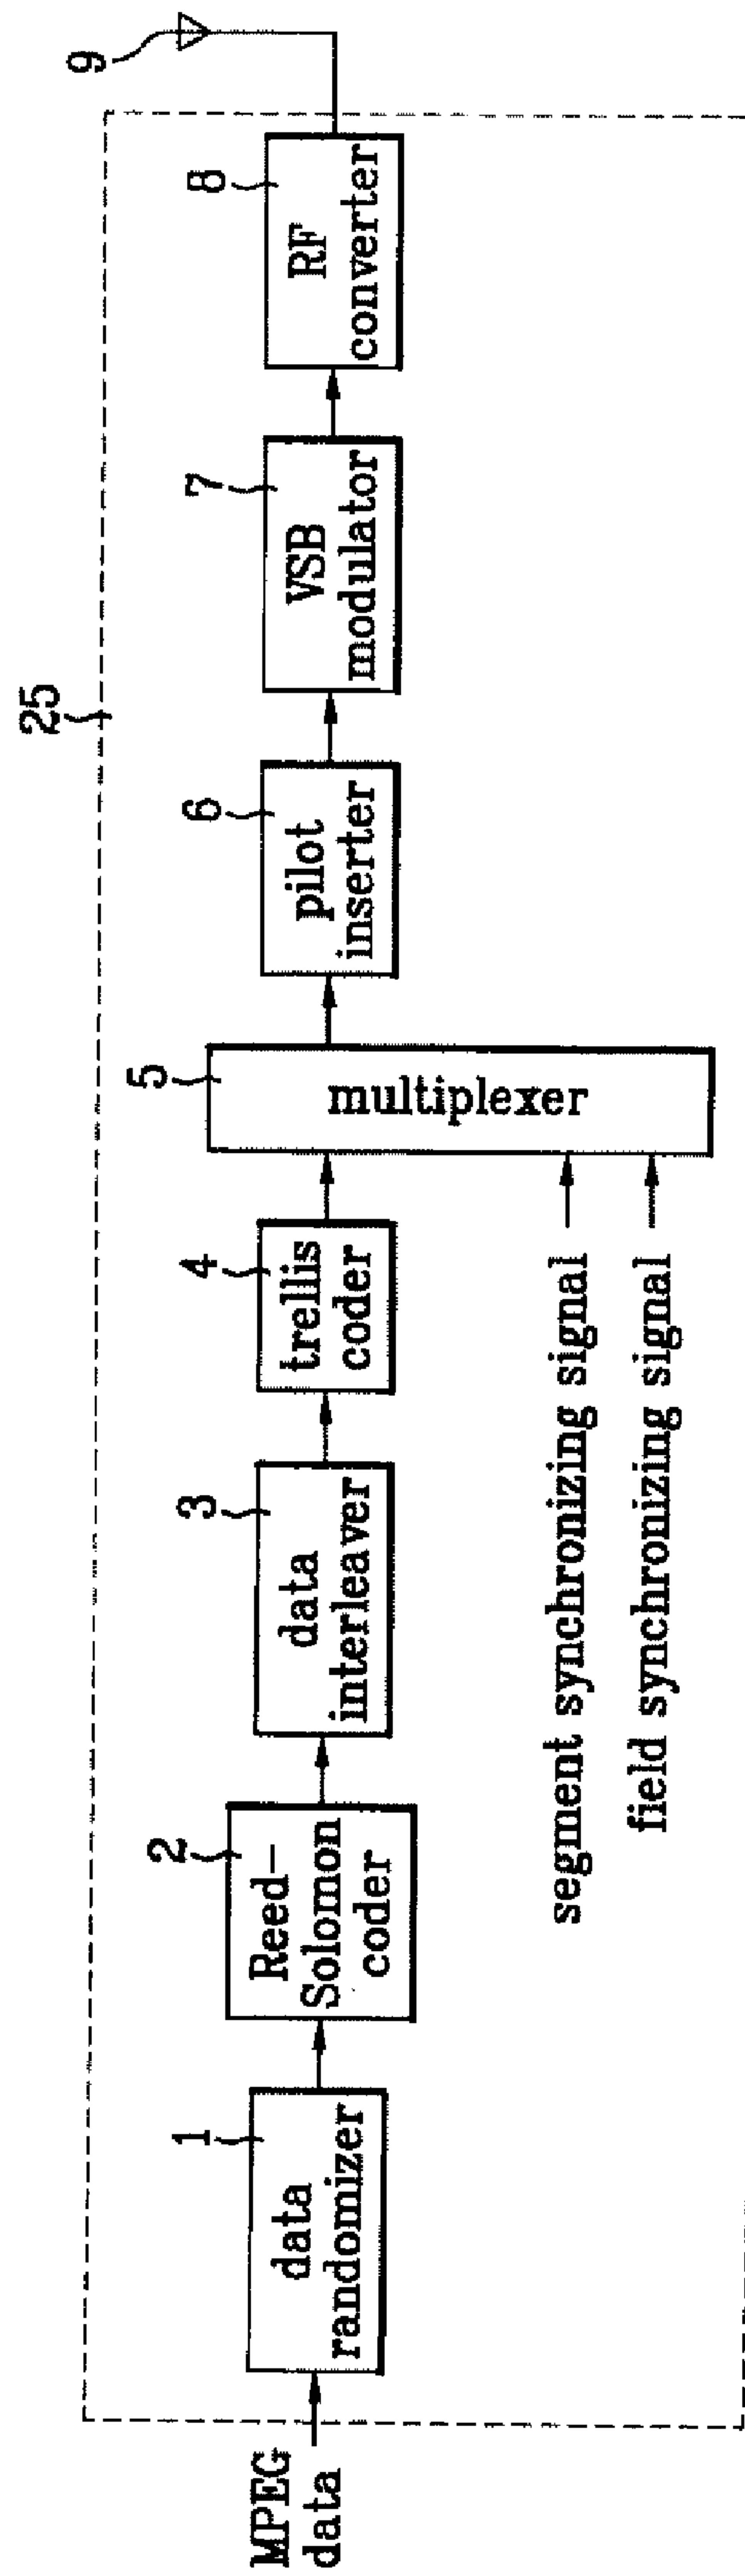 MPEG
data
1
data
randomizer
2
Reed-
Solomon
coder
3
data
interleaver
4
trellis
coder
segment synchronizing signal
field synchronizing signal
5
multiplexer
6
pilot
inserter
25
7
VSB
modulator
8
RF
converter
9